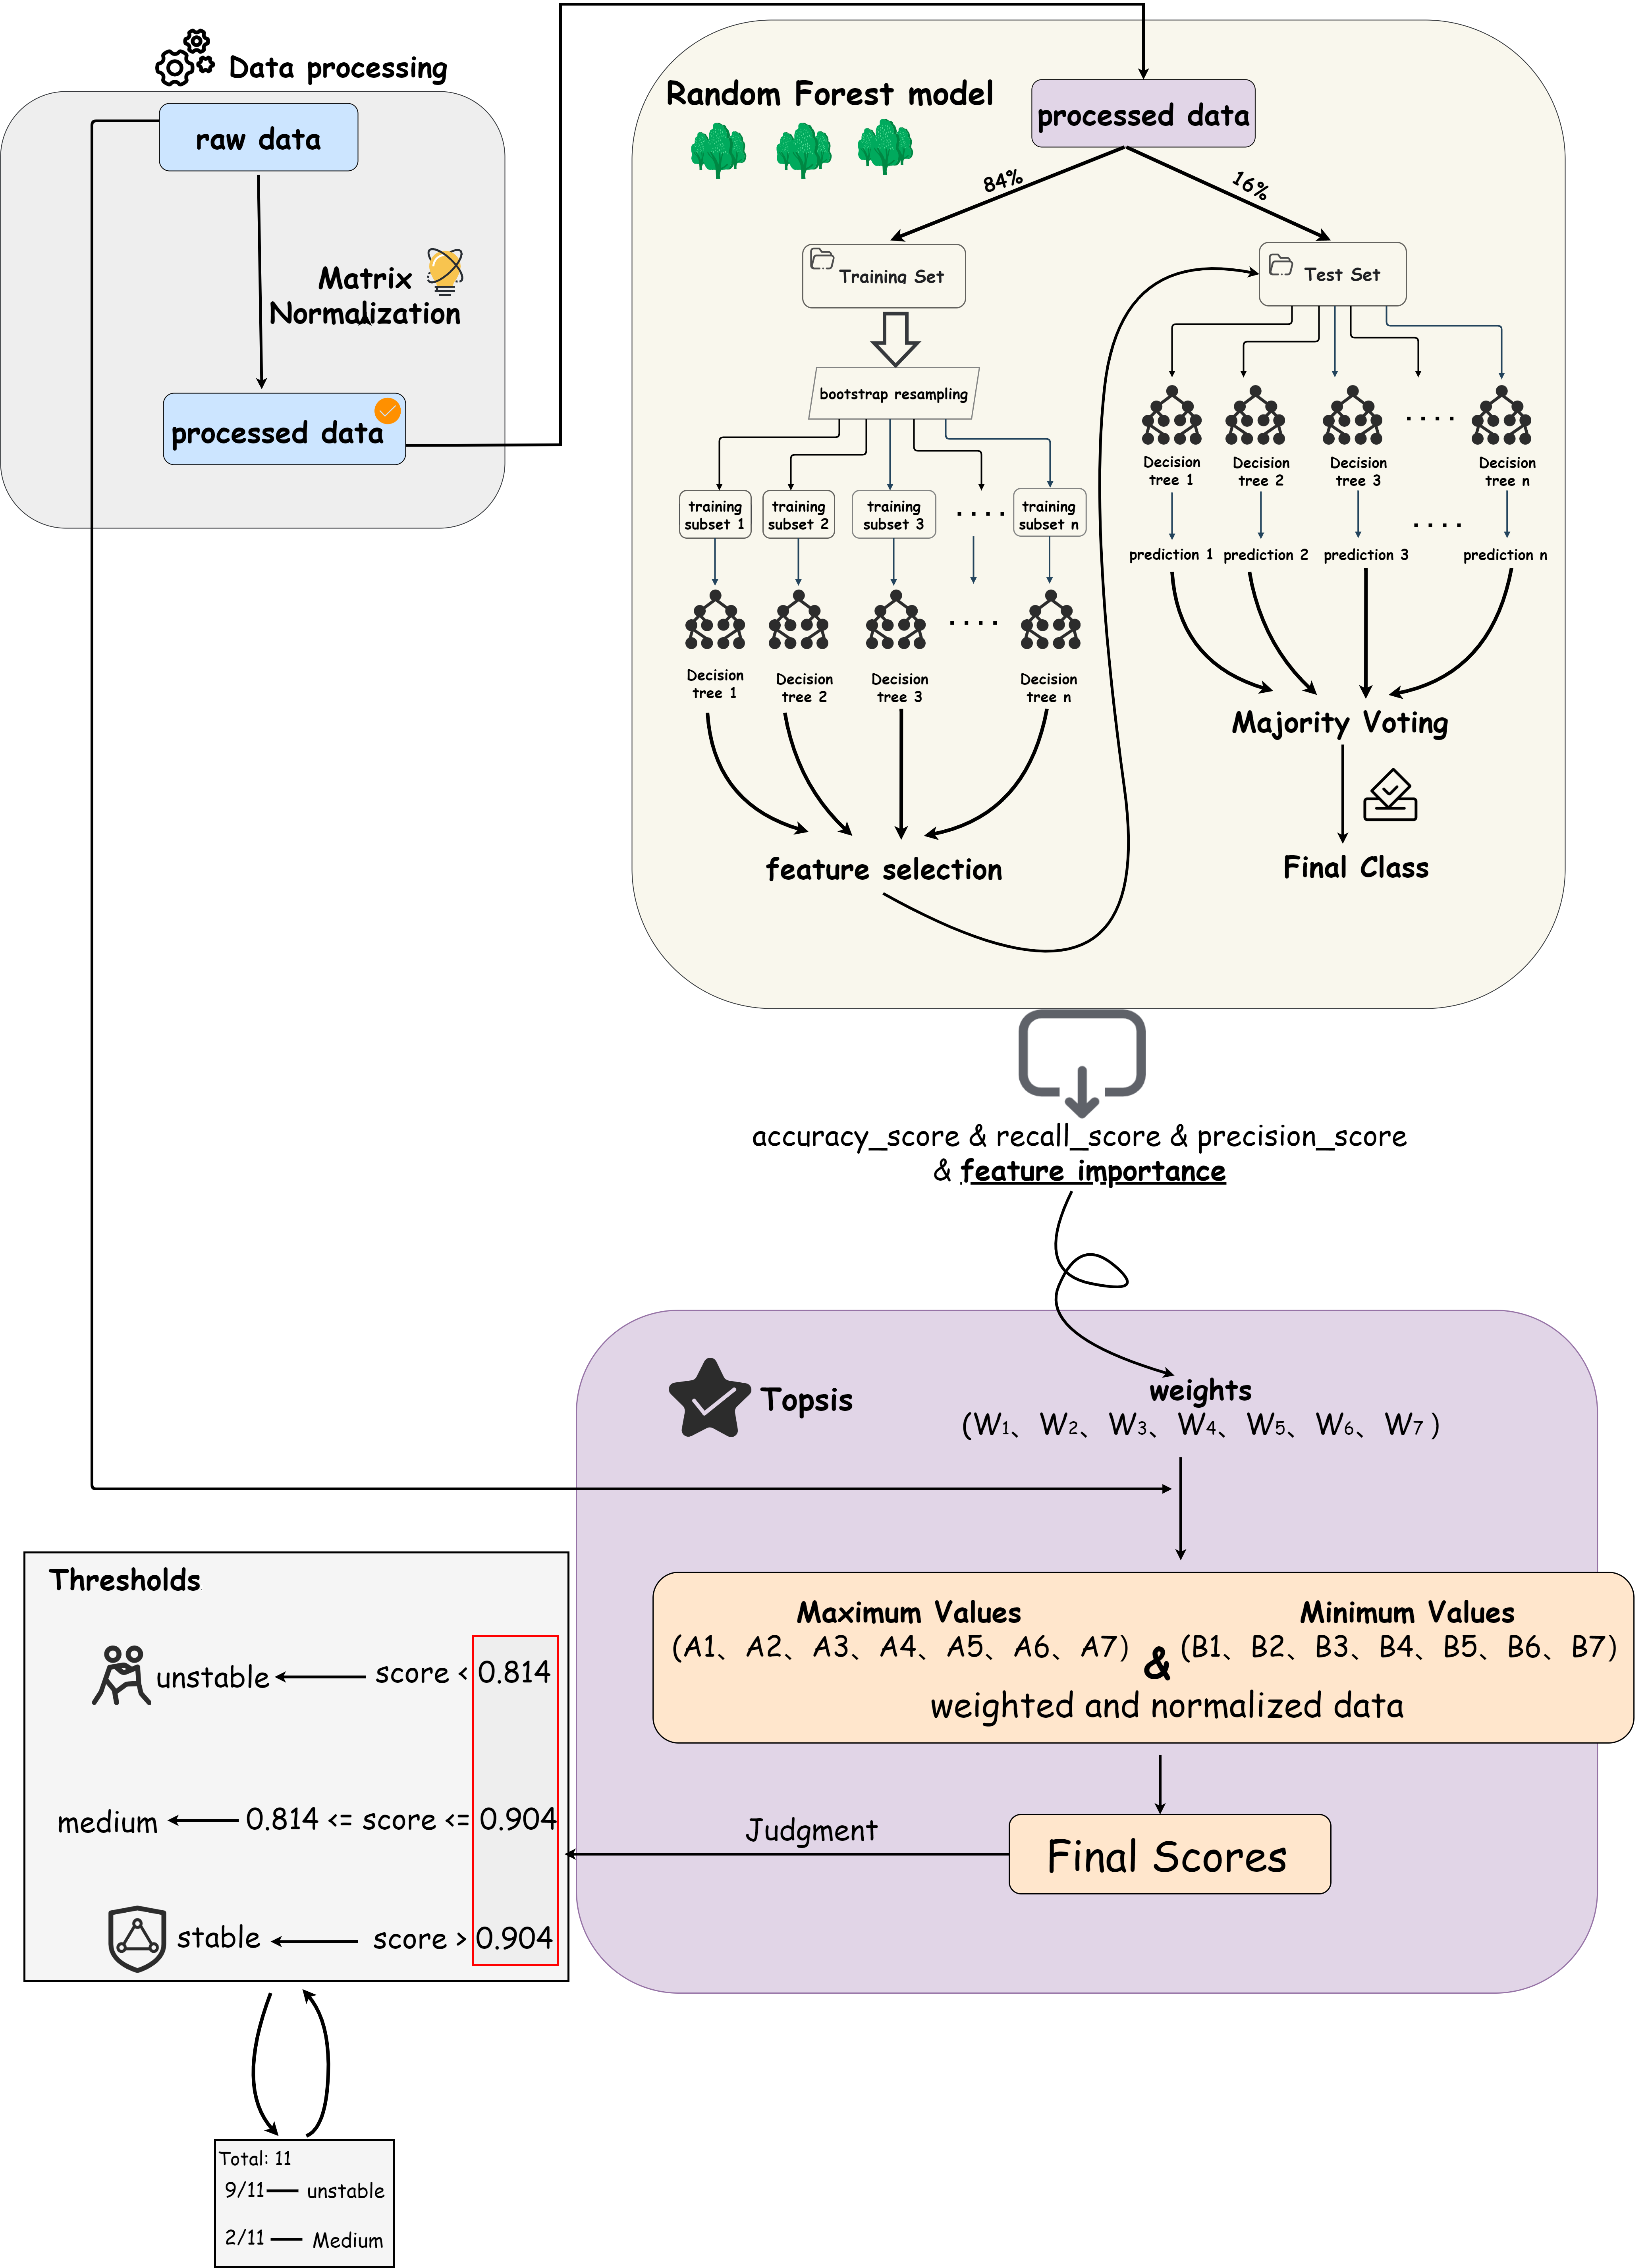 Data processing
raw data
Matrix
Normalization
processed data
Random Forest model
processed data
84%
16%
Training Set
Test Set
bootstrap resampling
training
subset 1
training
subset 2
training
subset 3
. . . .
training
subset n
. . . .
Decision
tree 1
Decision
tree 2
Decision
tree 3
Decision
tree n
feature selection
. . . .
Decision
tree 1
Decision
tree 2
Decision
tree 3
Decision
tree n
. . . .
prediction 1
prediction 2
prediction 3
prediction n
Majority Voting
Final Class
accuracy_score & recall_score & precision_score
& feature importance
Topsis
weights
(W1、 W2、 W3、 W4、 W5、 W6、 W7 )
Maximum Values
(A1、 A2、 A3、 A4、 A5、 A6、 A7)
&
Minimum Values
(B1、 B2、 B3、 B4、 B5、 B6、 B7)
weighted and normalized data
Final Scores
Judgment
Thresholds
unstable
score < 0.814
medium
0.814 <= score <= 0.904
stable
score > 0.904
Total: 11
9/11 unstable
2/11 Medium